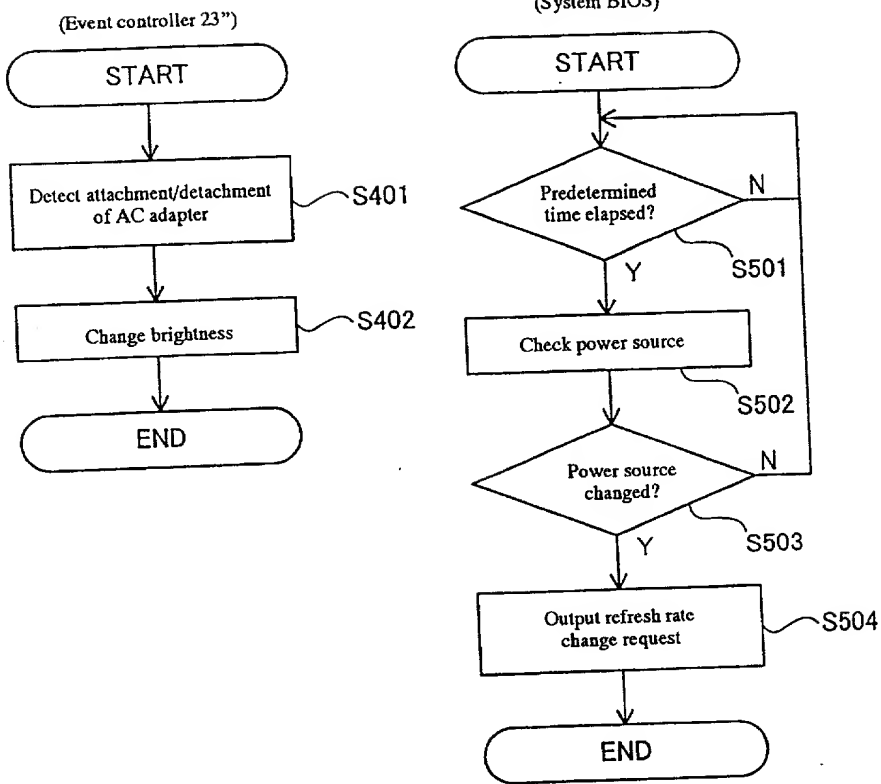 (Event controller 23”)
START
Detect attachment/detachment
of AC adapter
S401
Change brightness
S402
END
(System BIOS)
START
Predetermined
time elapsed?
N
S501
Y
Check power source
S502
Power source
changed?
N
S503
Y
Output refresh rate
change request
S504
END